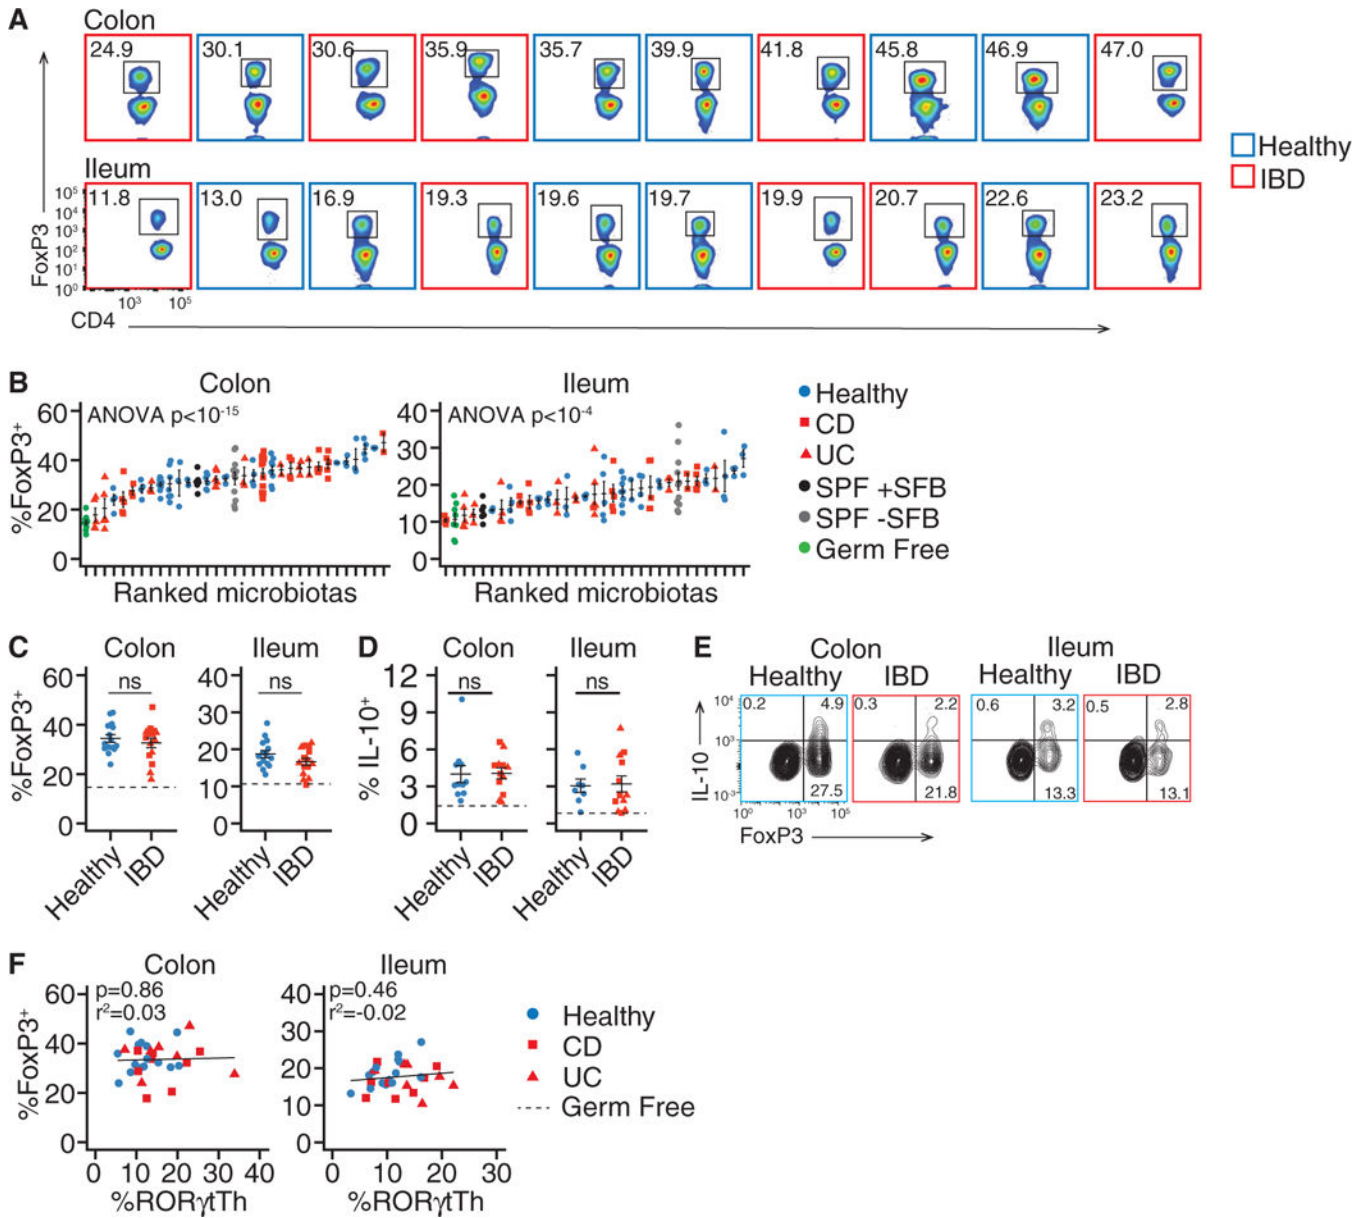 A
Colon
24.9 30.1 30.6 35.9 35.7 39.9 41.8 45.8 46.9 47.0
Healthy
IBD
Ileum
11.8 13.0 16.9 19.3 19.6 19.7 19.9 20.7 22.6 23.2
FoxP3
10⁵
10⁴
10³
10²
10¹
10⁰
10³ 10⁵
CD4
B
Colon
ANOVA p<10⁻¹⁵
%FoxP3⁺
60
40
20
0
Ranked microbiotas
Ileum
ANOVA p<10⁻⁴
40
30
20
10
0
Ranked microbiotas
Healthy
CD
UC
SPF +SFB
SPF -SFB
Germ Free
C
Colon
ns
%FoxP3⁺
60
40
20
0
Healthy
IBD
Ileum
ns
40
30
20
10
0
Healthy
IBD
D
Colon
ns
% IL-10⁺
12
9
6
3
0
Healthy
IBD
Ileum
ns
Healthy
IBD
E
Colon Ileum
Healthy IBD Healthy IBD
0.2 4.9 0.3 2.2 0.6 3.2 0.5 2.8
27.5 21.8 13.3 13.1
IL-10
10⁴
10³
10⁻³
10⁰ 10³ 10⁵
FoxP3
F
Colon
p=0.86
r²=0.03
%FoxP3⁺
60
40
20
0
0 10 20 30 40
%RORγtTh
Ileum
p=0.46
r²=-0.02
40
30
20
10
0
0 10 20 30
%RORγtTh
Healthy
CD
UC
Germ Free